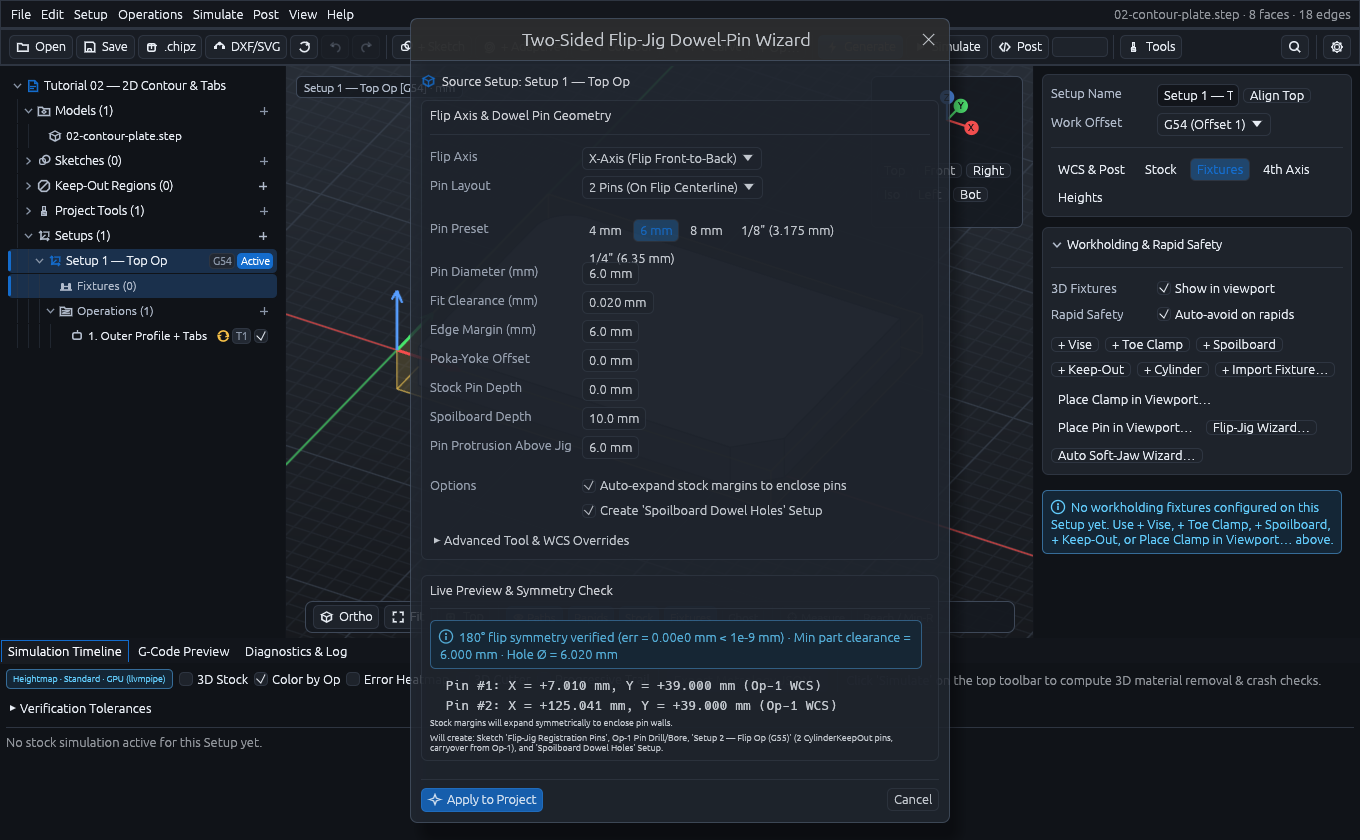 File Edit Setup Operations Simulate Post View Help
02-contour-plate.step · 8 faces · 18 edges
Open Save .chipz DXF/SVG
Post Tools
Two-Sided Flip-Jig Dowel-Pin Wizard
Tutorial 02 — 2D Contour & Tabs
Models (1) +
02-contour-plate.step
Sketches (0) +
Keep-Out Regions (0) +
Project Tools (1) +
Setups (1) +
Setup 1 — Top Op G54 Active
Fixtures (0)
Operations (1) +
1. Outer Profile + Tabs T1
Setup 1 — Top Op
Y
X
Right
Bot
Ortho
Source Setup: Setup 1 — Top Op
Flip Axis & Dowel Pin Geometry
Flip Axis X-Axis (Flip Front-to-Back)
Pin Layout 2 Pins (On Flip Centerline)
Pin Preset 4 mm 6 mm 8 mm 1/8" (3.175 mm)
1/4" (6.35 mm)
Pin Diameter (mm) 6.0 mm
Fit Clearance (mm) 0.020 mm
Edge Margin (mm) 6.0 mm
Poka-Yoke Offset 0.0 mm
Stock Pin Depth 0.0 mm
Spoilboard Depth 10.0 mm
Pin Protrusion Above Jig 6.0 mm
Options Auto-expand stock margins to enclose pins
Create 'Spoilboard Dowel Holes' Setup
Advanced Tool & WCS Overrides
Live Preview & Symmetry Check
180° flip symmetry verified (err = 0.00e0 mm < 1e-9 mm) · Min part clearance =
6.000 mm · Hole Ø = 6.020 mm
Pin #1: X = +7.010 mm, Y = +39.000 mm (Op-1 WCS)
Pin #2: X = +125.041 mm, Y = +39.000 mm (Op-1 WCS)
Stock margins will expand symmetrically to enclose pin walls.
Will create: Sketch 'Flip-Jig Registration Pins', Op-1 Pin Drill/Bore, 'Setup 2 — Flip Op (G55)' (2 CylinderKeepOut pins,
carryover from Op-1), and 'Spoilboard Dowel Holes' Setup.
Apply to Project Cancel
Setup Name Setup 1 — T Align Top
Work Offset G54 (Offset 1)
WCS & Post Stock Fixtures 4th Axis
Heights
Workholding & Rapid Safety
3D Fixtures Show in viewport
Rapid Safety Auto-avoid on rapids
+ Vise + Toe Clamp + Spoilboard
+ Keep-Out + Cylinder + Import Fixture...
Place Clamp in Viewport...
Place Pin in Viewport... Flip-Jig Wizard...
Auto Soft-Jaw Wizard...
No workholding fixtures configured on this
Setup yet. Use + Vise, + Toe Clamp, + Spoilboard,
+ Keep-Out, or Place Clamp in Viewport... above.
Simulation Timeline G-Code Preview Diagnostics & Log
Heightmap · Standard · GPU (llvmpipe) 3D Stock Color by Op Error on the top toolbar to compute 3D material removal & crash checks.
Verification Tolerances
No stock simulation active for this Setup yet.